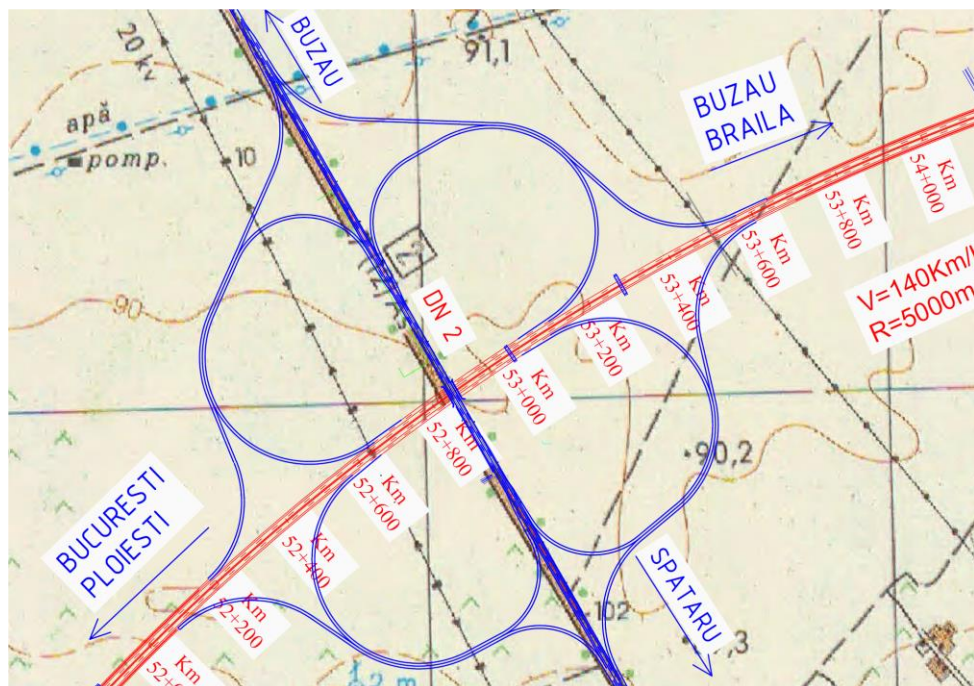 20 kv
BUZAU
91,1
apă
pomp.
10
BUZAU
BRAILA
Km
54+000
Km
53+800
Km
53+600
V=140Km/
R=5000m
Km
53+400
Km
53+200
Km
53+000
DN 2
90
Km
52+800
90,2
Km
52+600
Km
52+400
Km
52+200
Km
BUCURESTI
PLOIESTI
SPATARU
102